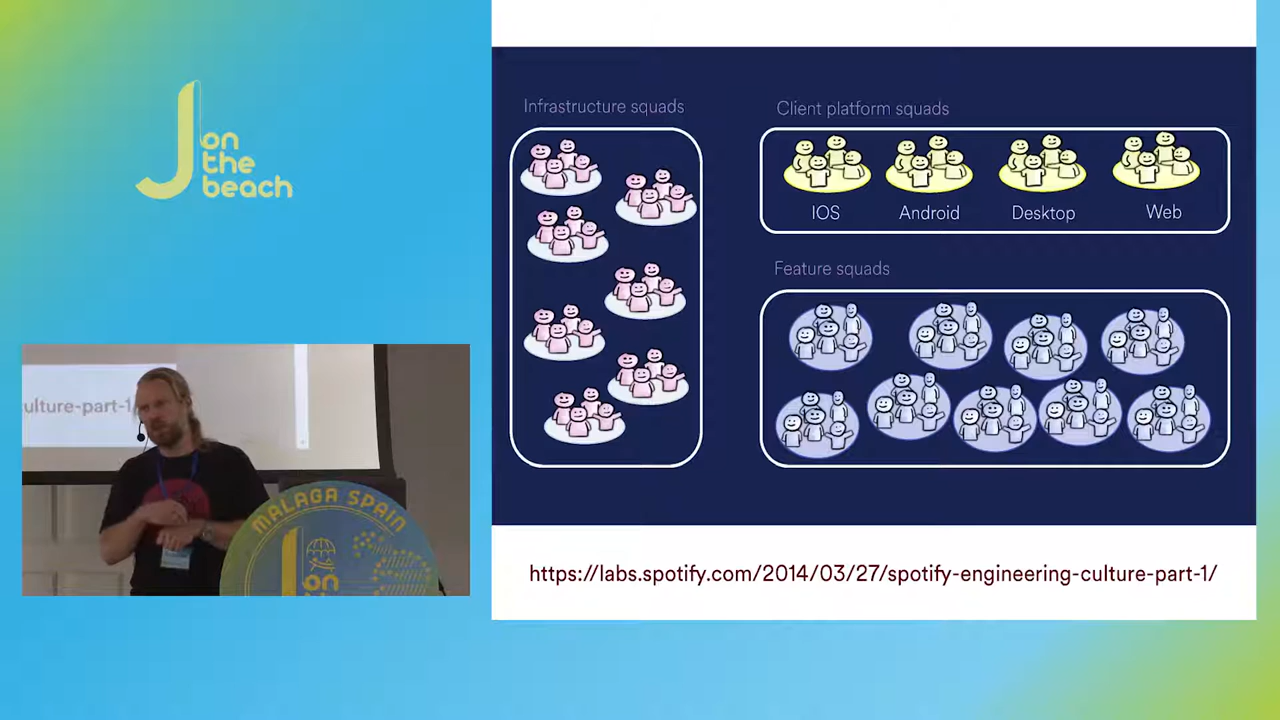 J on
the
beach
Infrastructure squads
Client platform squads
IOS
Android
Desktop
Web
Feature squads
https://labs.spotify.com/2014/03/27/spotify-engineering-culture-part-1/
ulture-part-1/
MALAGA SPAIN
J on